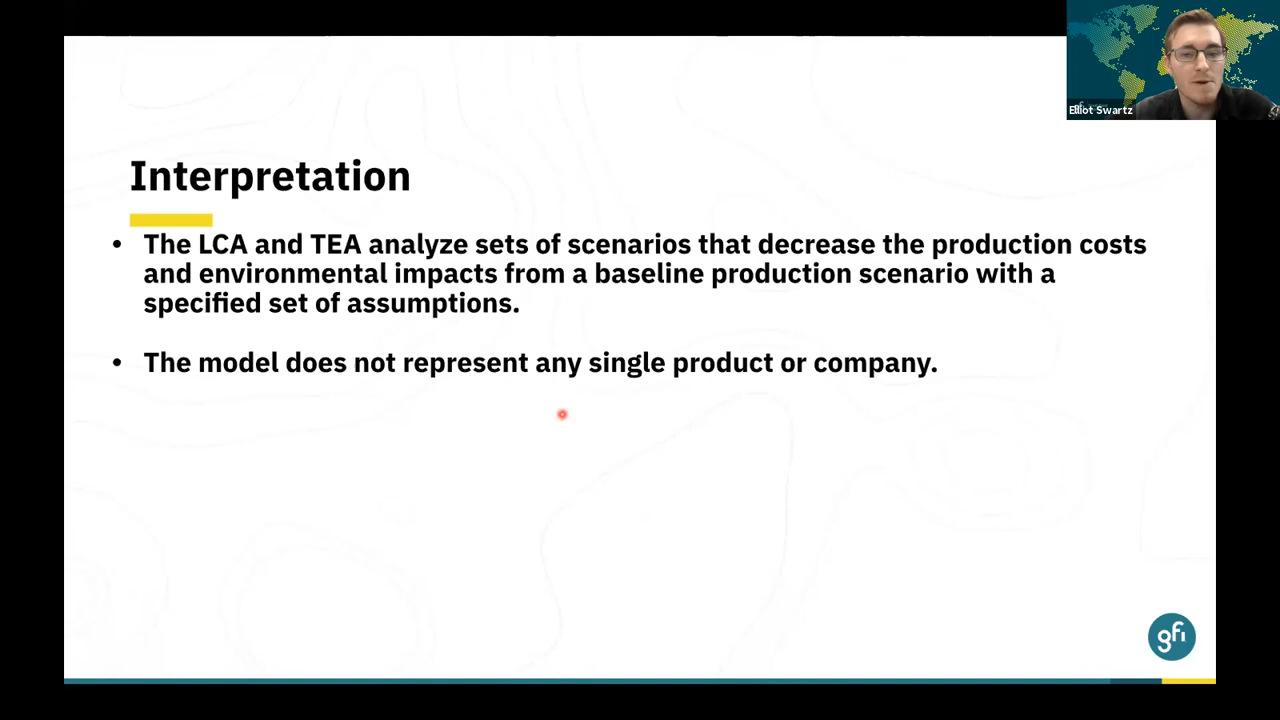 Elliot Swartz
Interpretation
• The LCA and TEA analyze sets of scenarios that decrease the production costs
and environmental impacts from a baseline production scenario with a
specified set of assumptions.
• The model does not represent any single product or company.
gfi